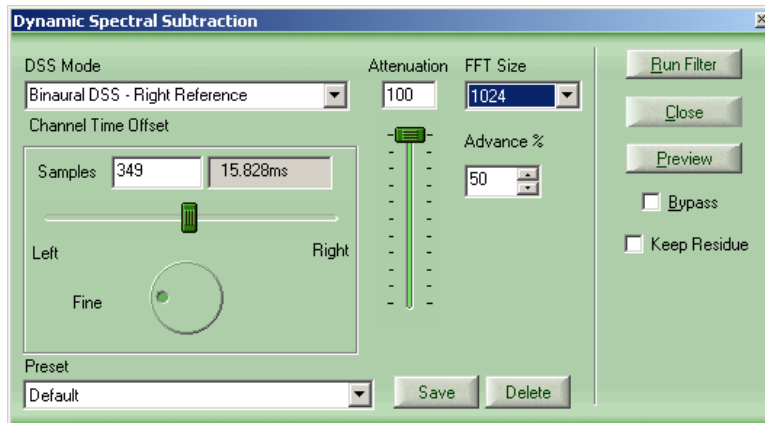 Dynamic Spectral Subtraction
DSS Mode
Binaural DSS - Right Reference
Channel Time Offset
Samples 349 15.828ms
Left Right
Fine
Preset
Default
Attenuation
100
FFT Size
1024
Advance %
50
Save Delete
Run Filter
Close
Preview
Bypass
Keep Residue